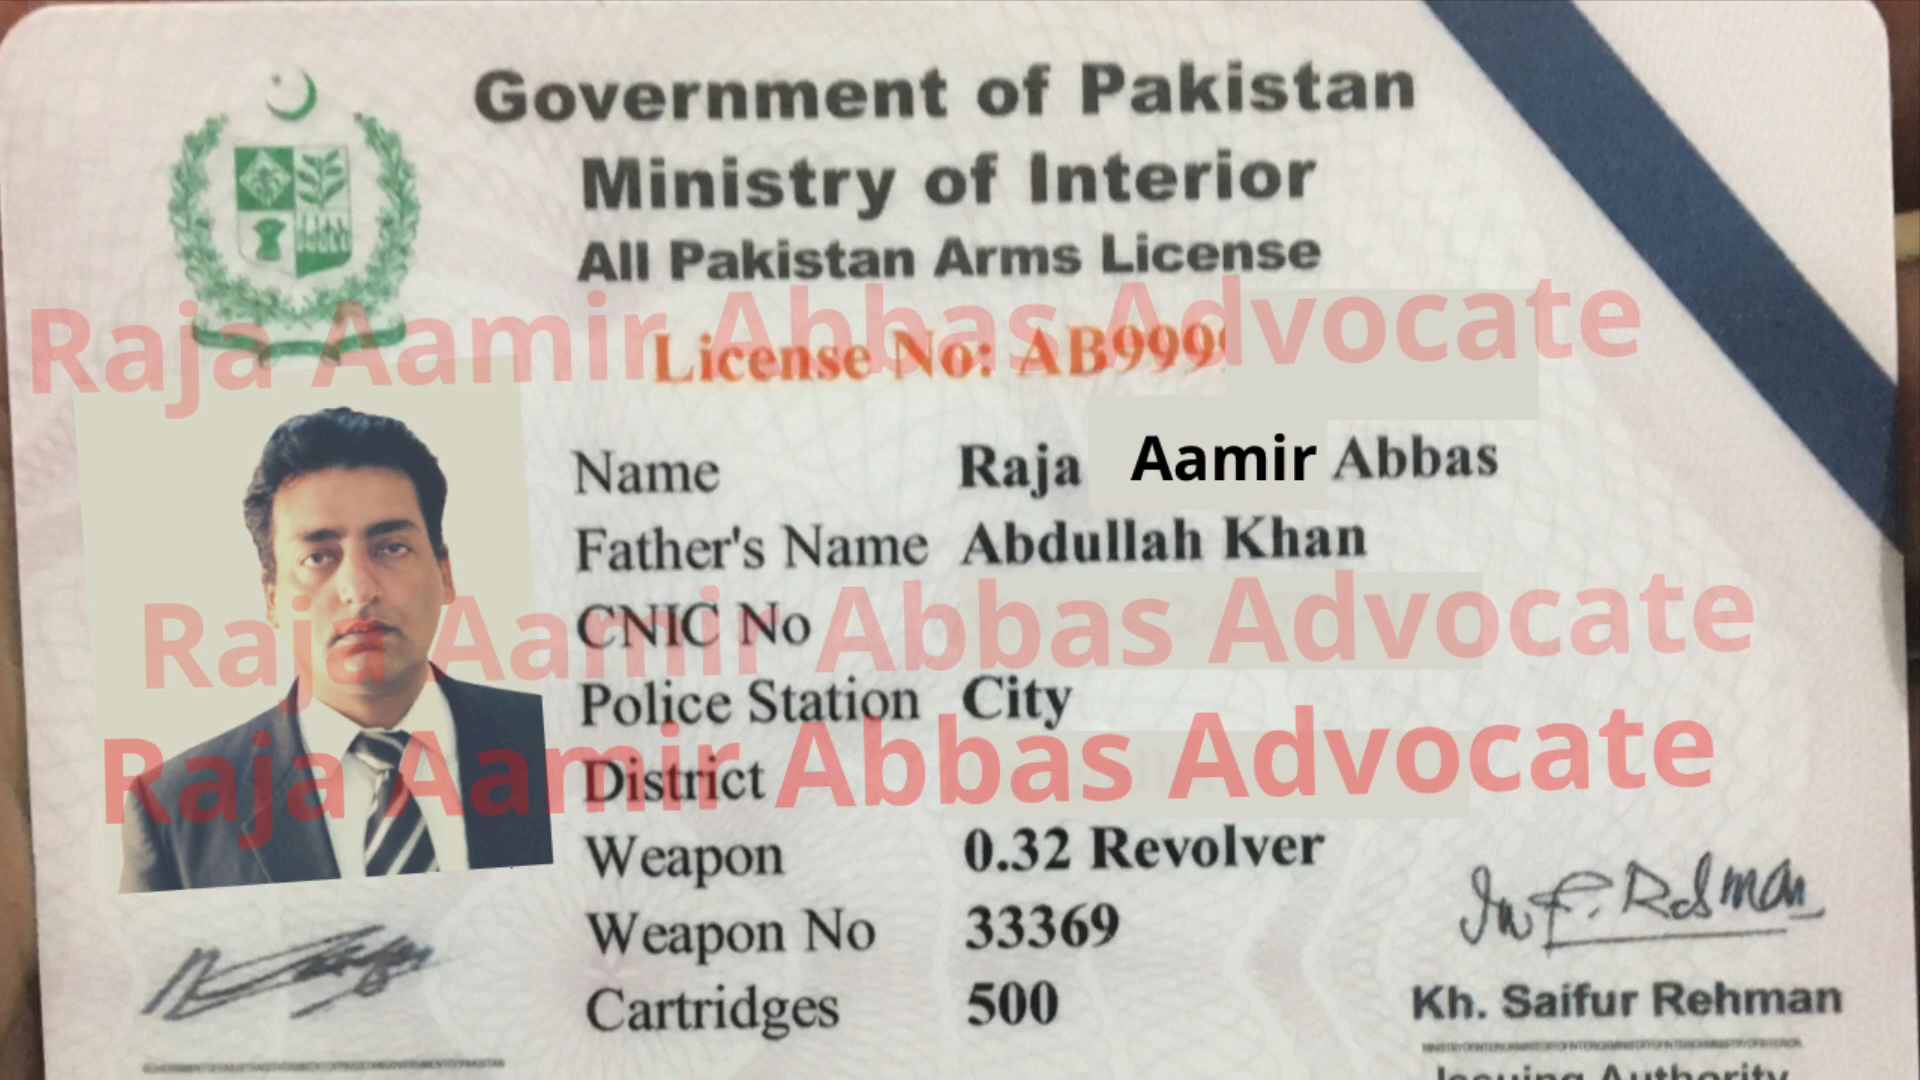 Government of Pakistan
Ministry of Interior
All Pakistan Arms License
Raja Aamir Abbas Advocate
License No: AB999
Name Raja Aamir Abbas
Father's Name Abdullah Khan
CNIC No
Raja Aamir Abbas Advocate
Police Station City
District
Raja Aamir Abbas Advocate
Weapon 0.32 Revolver
Weapon No 33369
Cartridges 500
Kh. Saifur Rehman
Issuing Authority